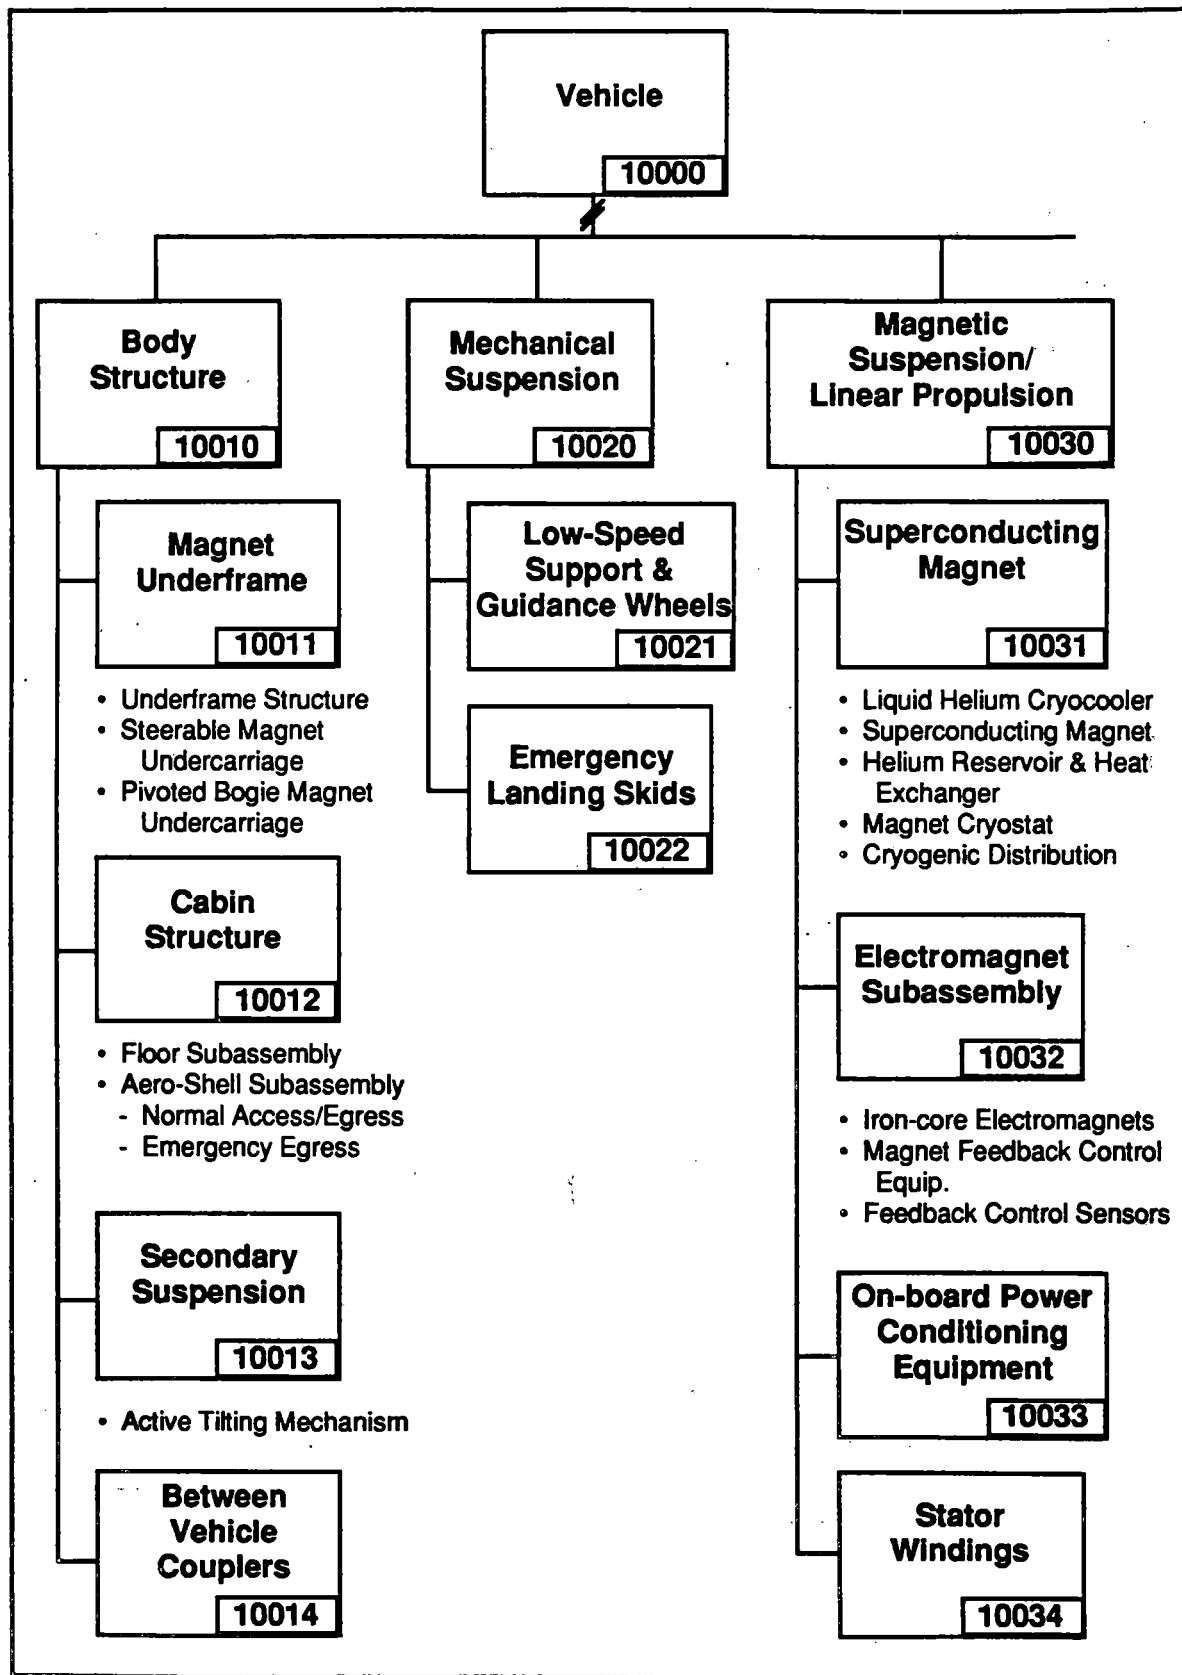 Vehicle
10000
Body
Structure
10010
Magnet
Underframe
10011
• Underframe Structure
• Steerable Magnet
Undercarriage
• Pivoted Bogie Magnet
Undercarriage
Cabin
Structure
10012
• Floor Subassembly
• Aero-Shell Subassembly
- Normal Access/Egress
- Emergency Egress
Secondary
Suspension
10013
• Active Tilting Mechanism
Between
Vehicle
Couplers
10014
Mechanical
Suspension
10020
Low-Speed
Support &
Guidance Wheels
10021
Emergency
Landing Skids
10022
Magnetic
Suspension/
Linear Propulsion
10030
Superconducting
Magnet
10031
• Liquid Helium Cryocooler
• Superconducting Magnet
• Helium Reservoir & Heat
Exchanger
• Magnet Cryostat
• Cryogenic Distribution
Electromagnet
Subassembly
10032
• Iron-core Electromagnets
• Magnet Feedback Control
Equip.
• Feedback Control Sensors
On-board Power
Conditioning
Equipment
10033
Stator
Windings
10034